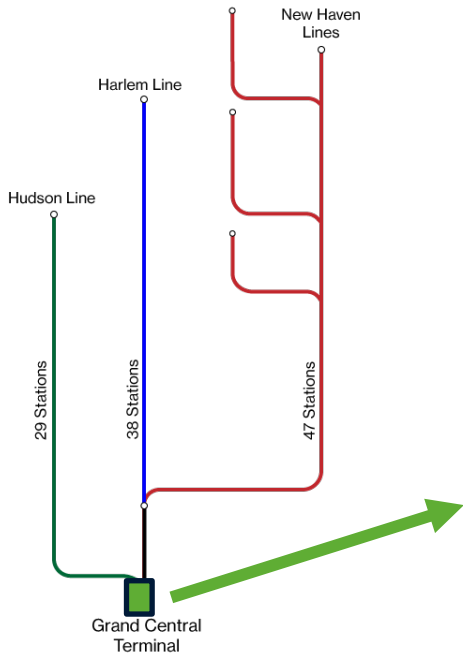 New Haven
Lines
Harlem Line
Hudson Line
29 Stations
38 Stations
47 Stations
Grand Central
Terminal